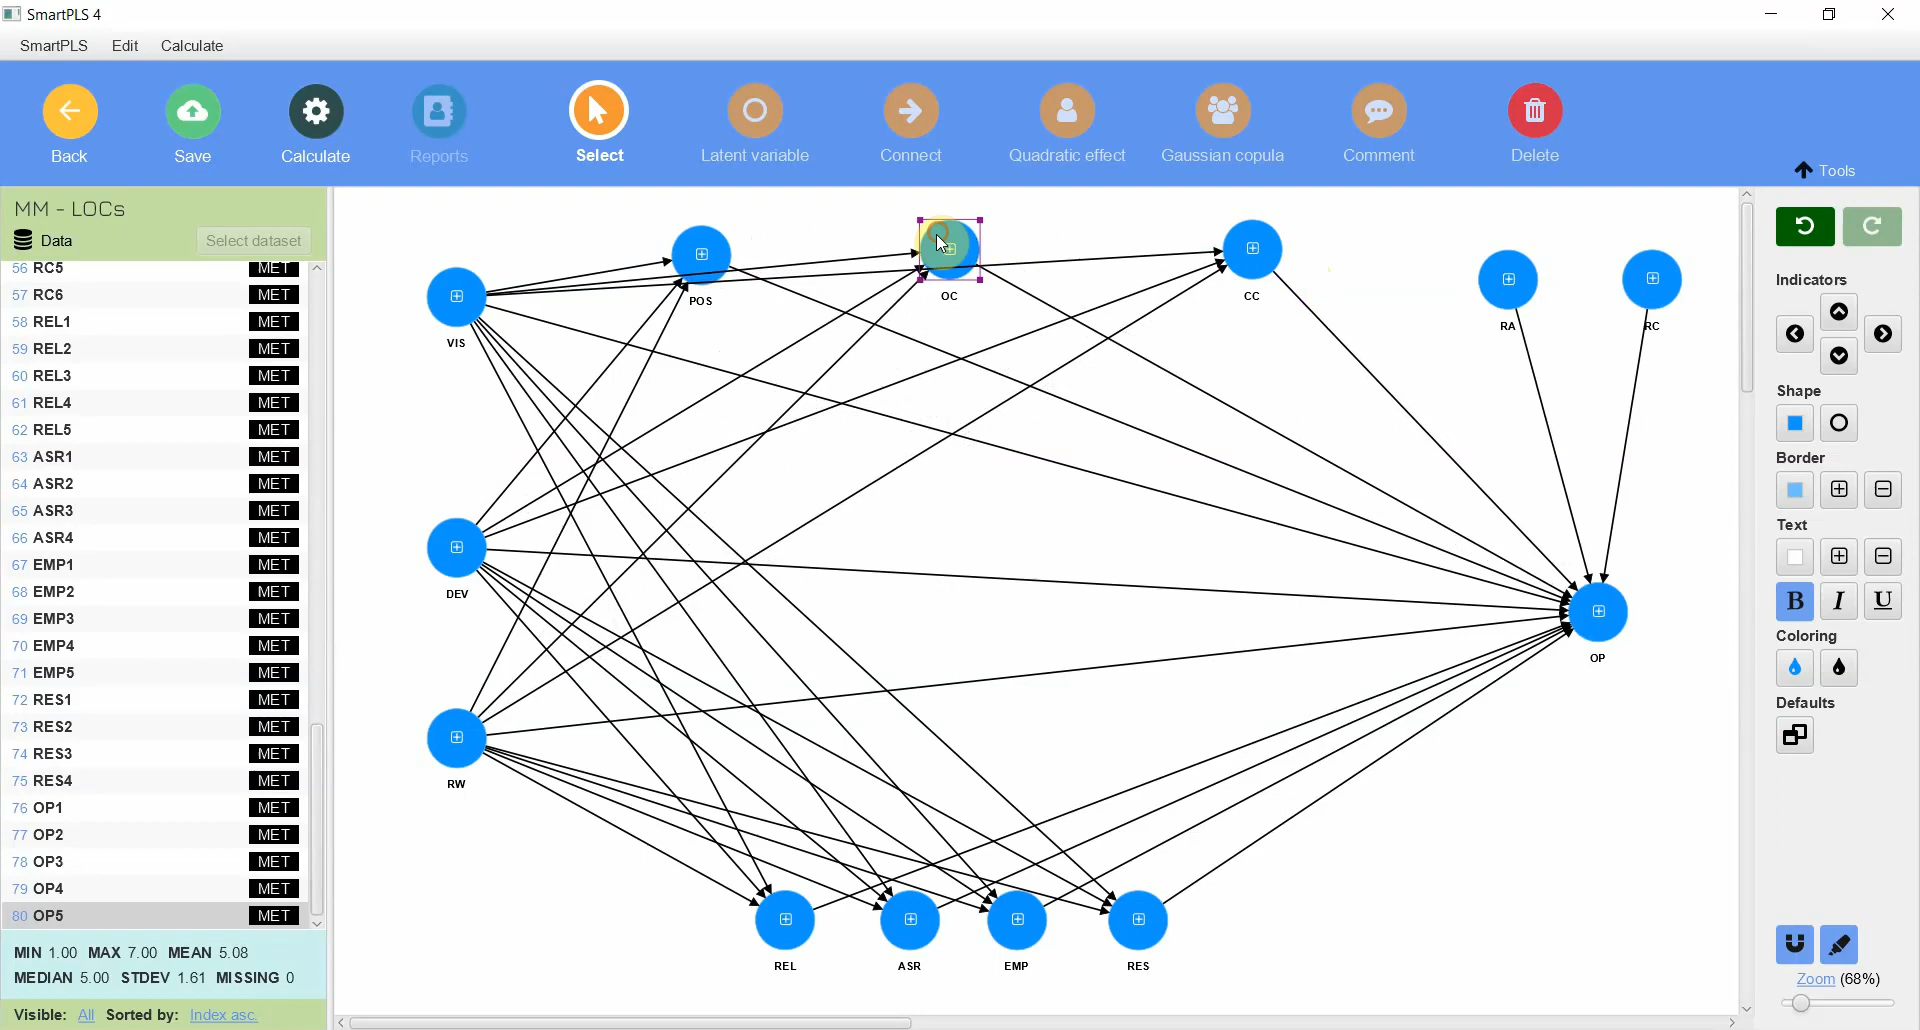 SmartPLS 4
SmartPLS Edit Calculate
Back Save Calculate Reports Select Latent variable Connect Quadratic effect Gaussian copula Comment Delete
Tools
MM - LOCs
Data Select dataset
56 RC5 MET
57 RC6 MET
58 REL1 MET
59 REL2 MET
60 REL3 MET
61 REL4 MET
62 REL5 MET
63 ASR1 MET
64 ASR2 MET
65 ASR3 MET
66 ASR4 MET
67 EMP1 MET
68 EMP2 MET
69 EMP3 MET
70 EMP4 MET
71 EMP5 MET
72 RES1 MET
73 RES2 MET
74 RES3 MET
75 RES4 MET
76 OP1 MET
77 OP2 MET
78 OP3 MET
79 OP4 MET
80 OP5 MET
MIN 1.00 MAX 7.00 MEAN 5.08
MEDIAN 5.00 STDEV 1.61 MISSING 0
Visible: All Sorted by: Index asc.
POS OC CC
RA RC
VIS
DEV
OP
RW
REL ASR EMP RES
Indicators
Shape
Border
Text
B I U
Coloring
Defaults
Zoom (68%)